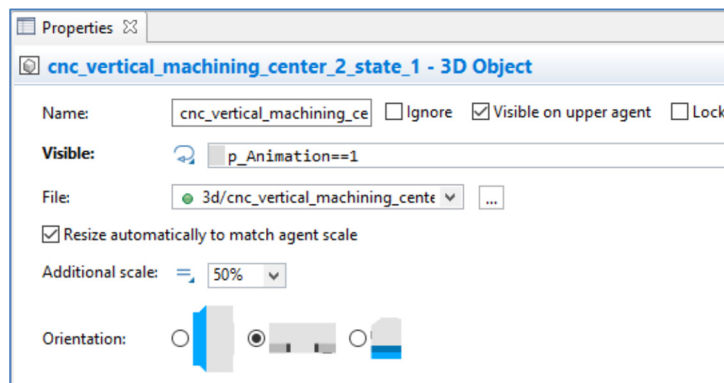 Properties
cnc_vertical_machining_center_2_state_1 - 3D Object
Name: cnc_vertical_machining_ce Ignore Visible on upper agent Lock
Visible: p_Animation==1
File: 3d/cnc_vertical_machining_cente ...
Resize automatically to match agent scale
Additional scale: 50%
Orientation: